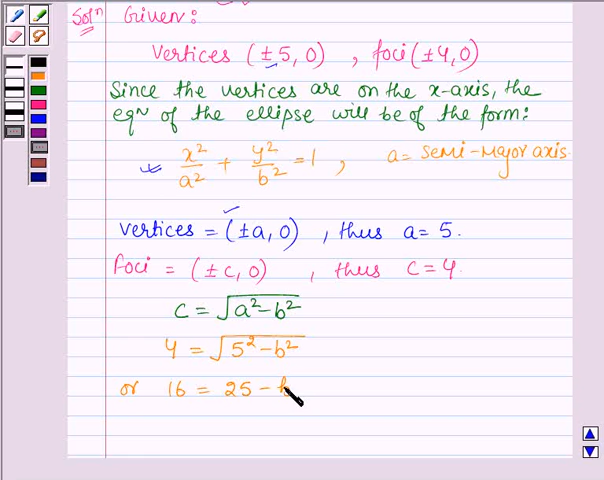 Solⁿ Given:
Vertices (±5, 0) , foci (±4, 0)
Since the vertices are on the x-axis, the
eqⁿ of the ellipse will be of the form:
x²/a² + y²/b² = 1 , a = semi-major axis.
Vertices = (±a, 0) , thus a = 5.
foci = (±c, 0) , thus c = 4.
c = √(a² - b²)
4 = √(5² - b²)
or 16 = 25 -